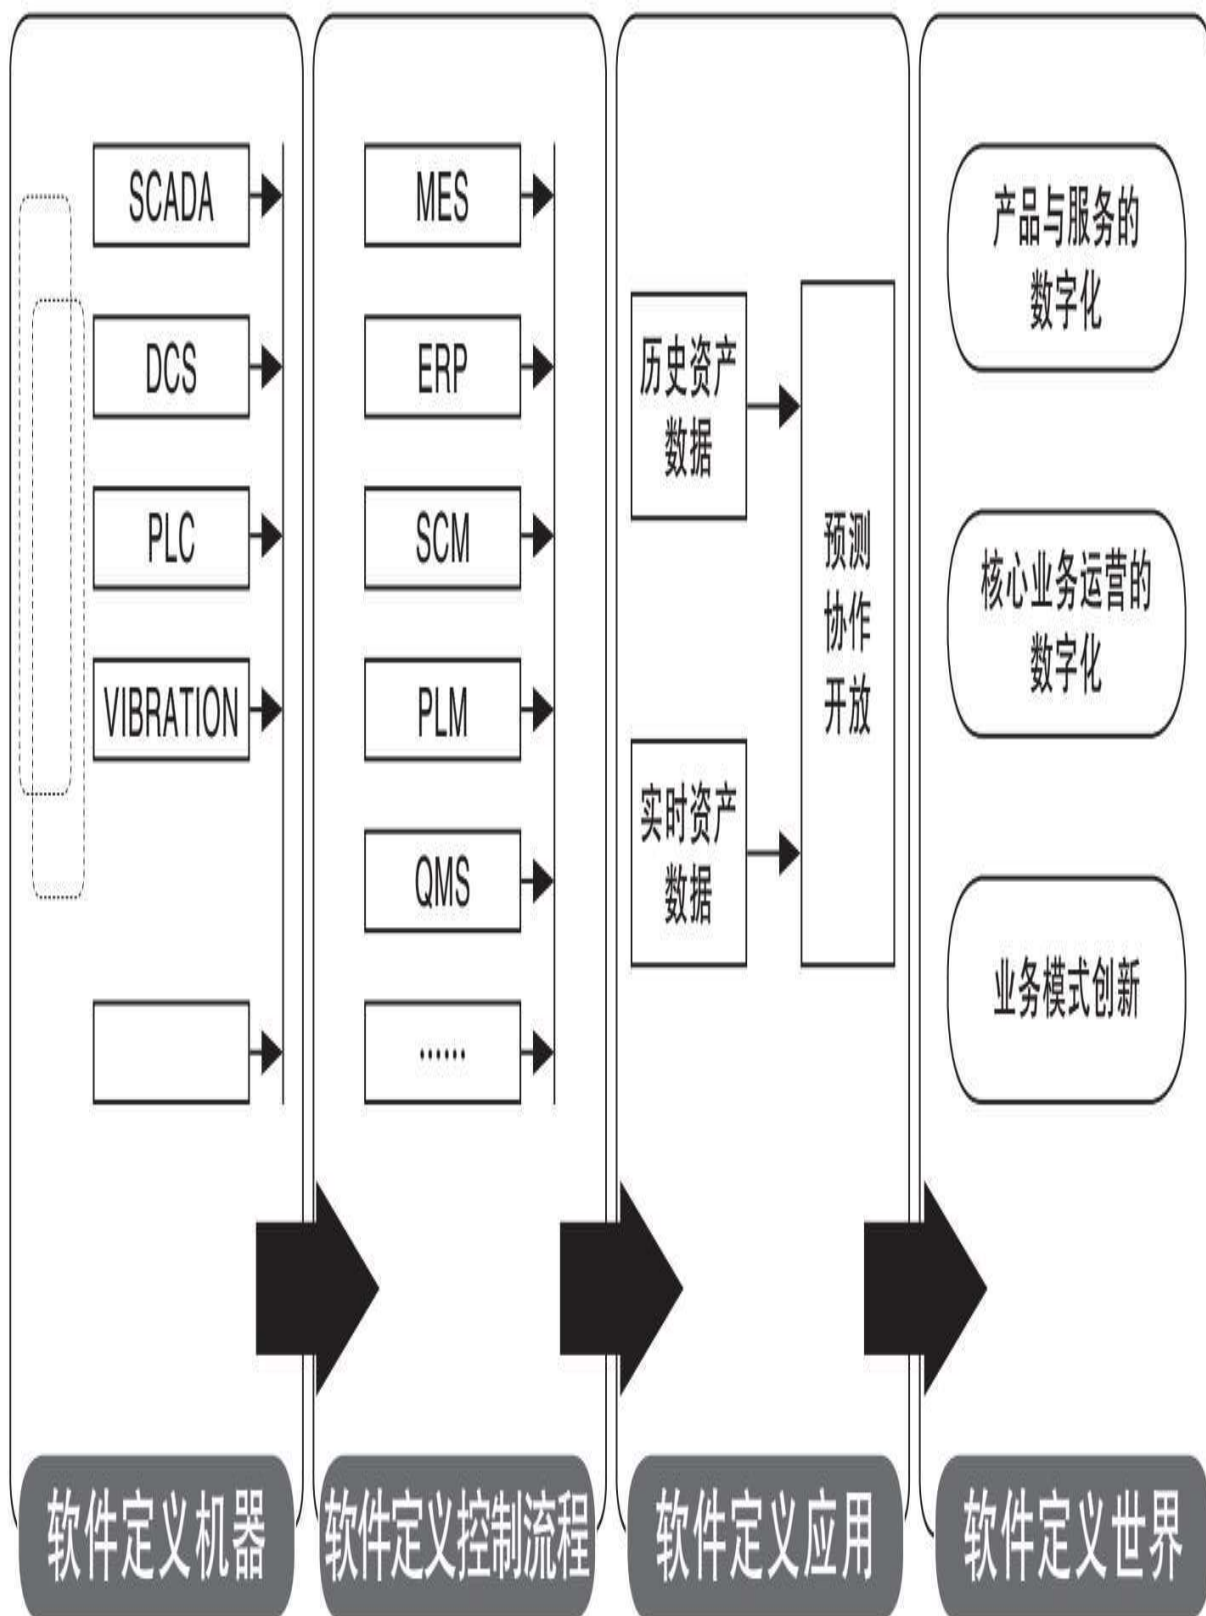 SCADA
DCS
PLC
VIBRATION
软件定义机器
MES
ERP
SCM
PLM
QMS
……
软件定义控制流程
历史资产
数据
实时资产
数据
预测
协作
开放
软件定义应用
产品与服务的
数字化
核心业务运营的
数字化
业务模式创新
软件定义世界